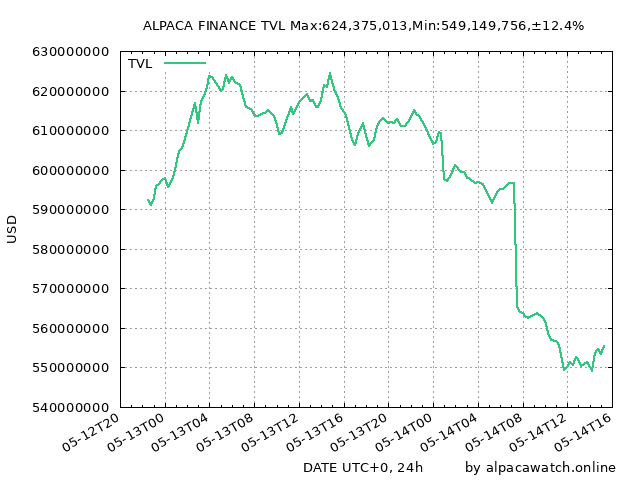 ALPACA FINANCE TVL Max:624,375,013,Min:549,149,756,±12.4%
TVL
630000000
620000000
610000000
600000000
590000000
580000000
570000000
560000000
550000000
540000000
USD
05-12T20
05-13T00
05-13T04
05-13T08
05-13T12
05-13T16
05-13T20
05-14T00
05-14T04
05-14T08
05-14T12
05-14T16
DATE UTC+0, 24h
by alpacawatch.online